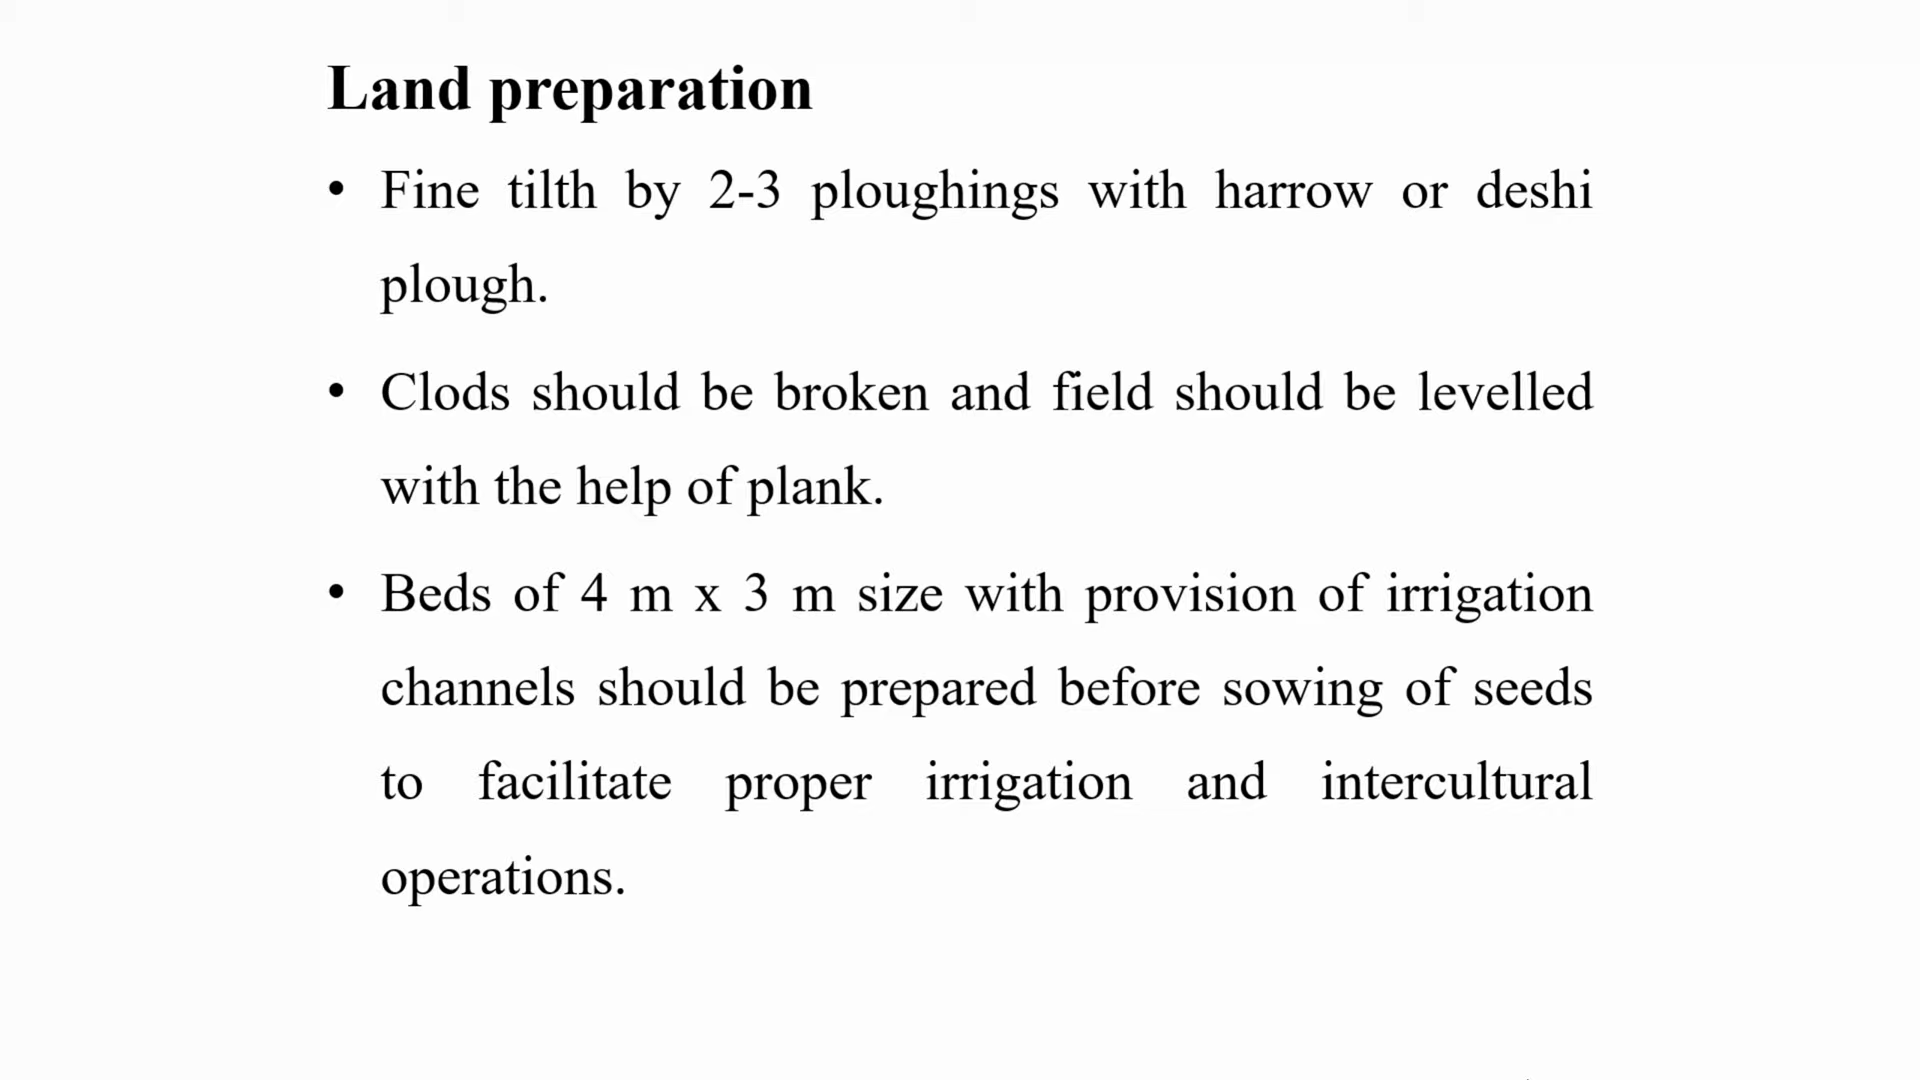 Land preparation
• Fine tilth by 2-3 ploughings with harrow or deshi
plough.
• Clods should be broken and field should be levelled
with the help of plank.
• Beds of 4 m x 3 m size with provision of irrigation
channels should be prepared before sowing of seeds
to facilitate proper irrigation and intercultural
operations.